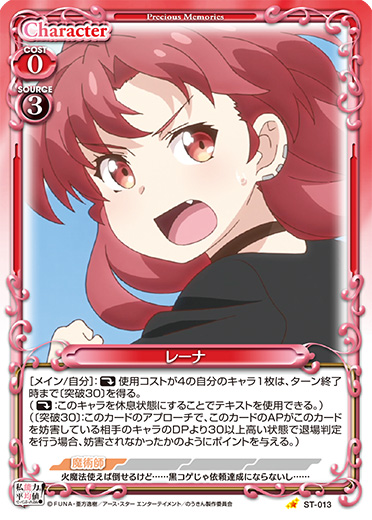 Precious Memories
Character
COST
0
SOURCE
3
レーナ
[メイン/自分]：使用コストが4の自分のキャラ1枚は、ターン終了
時まで[突破30]を得る。
（：このキャラを休息状態にすることでテキストを使用できる。）
（[突破30]：このカードのアプローチで、このカードのAPがこのカード
を妨害している相手のキャラのDPより30以上高い状態で退場判定
を行う場合、妨害されなかったかのようにポイントを与える。）
魔術師
火魔法使えば倒せるけど……黒コゲじゃ依頼達成にならないし……
私、能力
平均値
©FUNA・亜方逸樹／アース・スター エンターテイメント／のうきん製作委員会
ST-013